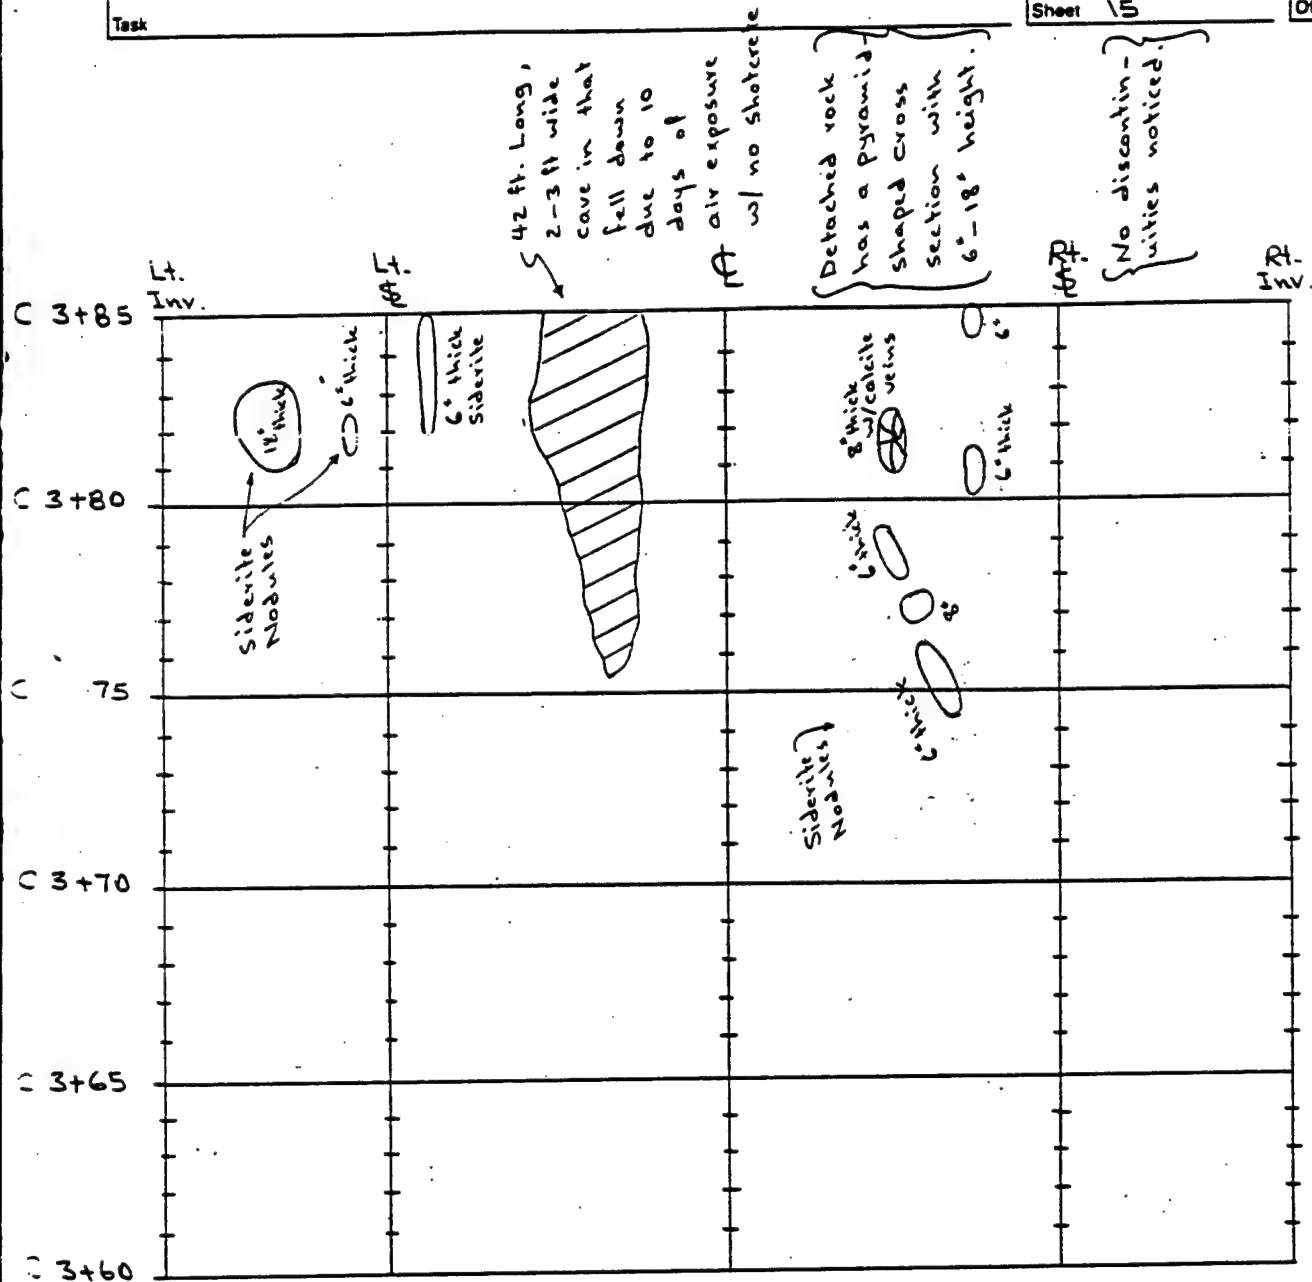 Task
Sheet 15
42 ft. Long,
2-3 ft wide
cave in that
fell down
due to 10
days of
air exposure
w/ no shotcrete
Detached rock
has a pyramid-
shaped cross
section with
6"-18" height.
No discontin-
uities noticed.
Lt.
Inv.
Lt.
Rt.
Rt.
Inv.
C 3+85
12" thick
6" thick
6" thick
Siderite
8" thick
w/calcite
veins
6"
6" thick
C 3+80
Siderite
Nodules
6" thick
8"
C 75
6" thick
Siderite
Nodules
C 3+70
C 3+65
3+60